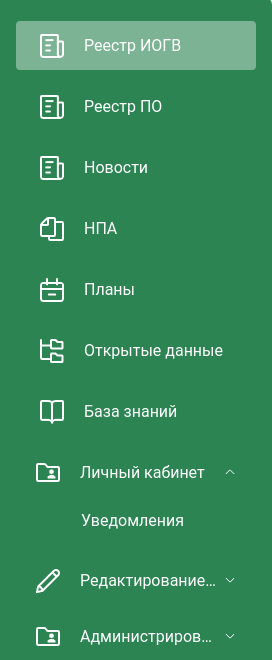 Реестр ИОГВ
Реестр ПО
Новости
НПА
Планы
Открытые данные
База знаний
Личный кабинет
Уведомления
Редактирование...
Администриров...